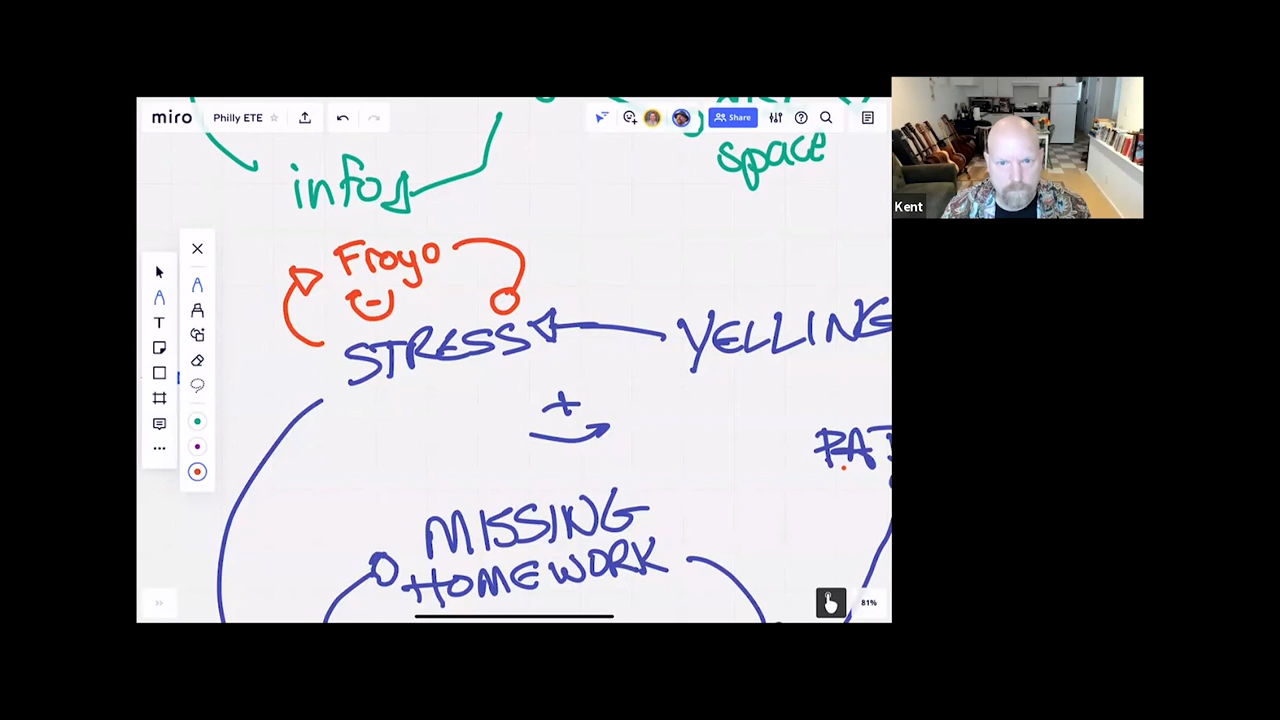 miro Philly ETE Share
info
space
Froyo
STRESS
YELLING
+
MISSING
HOMEWORK
81%
Kent